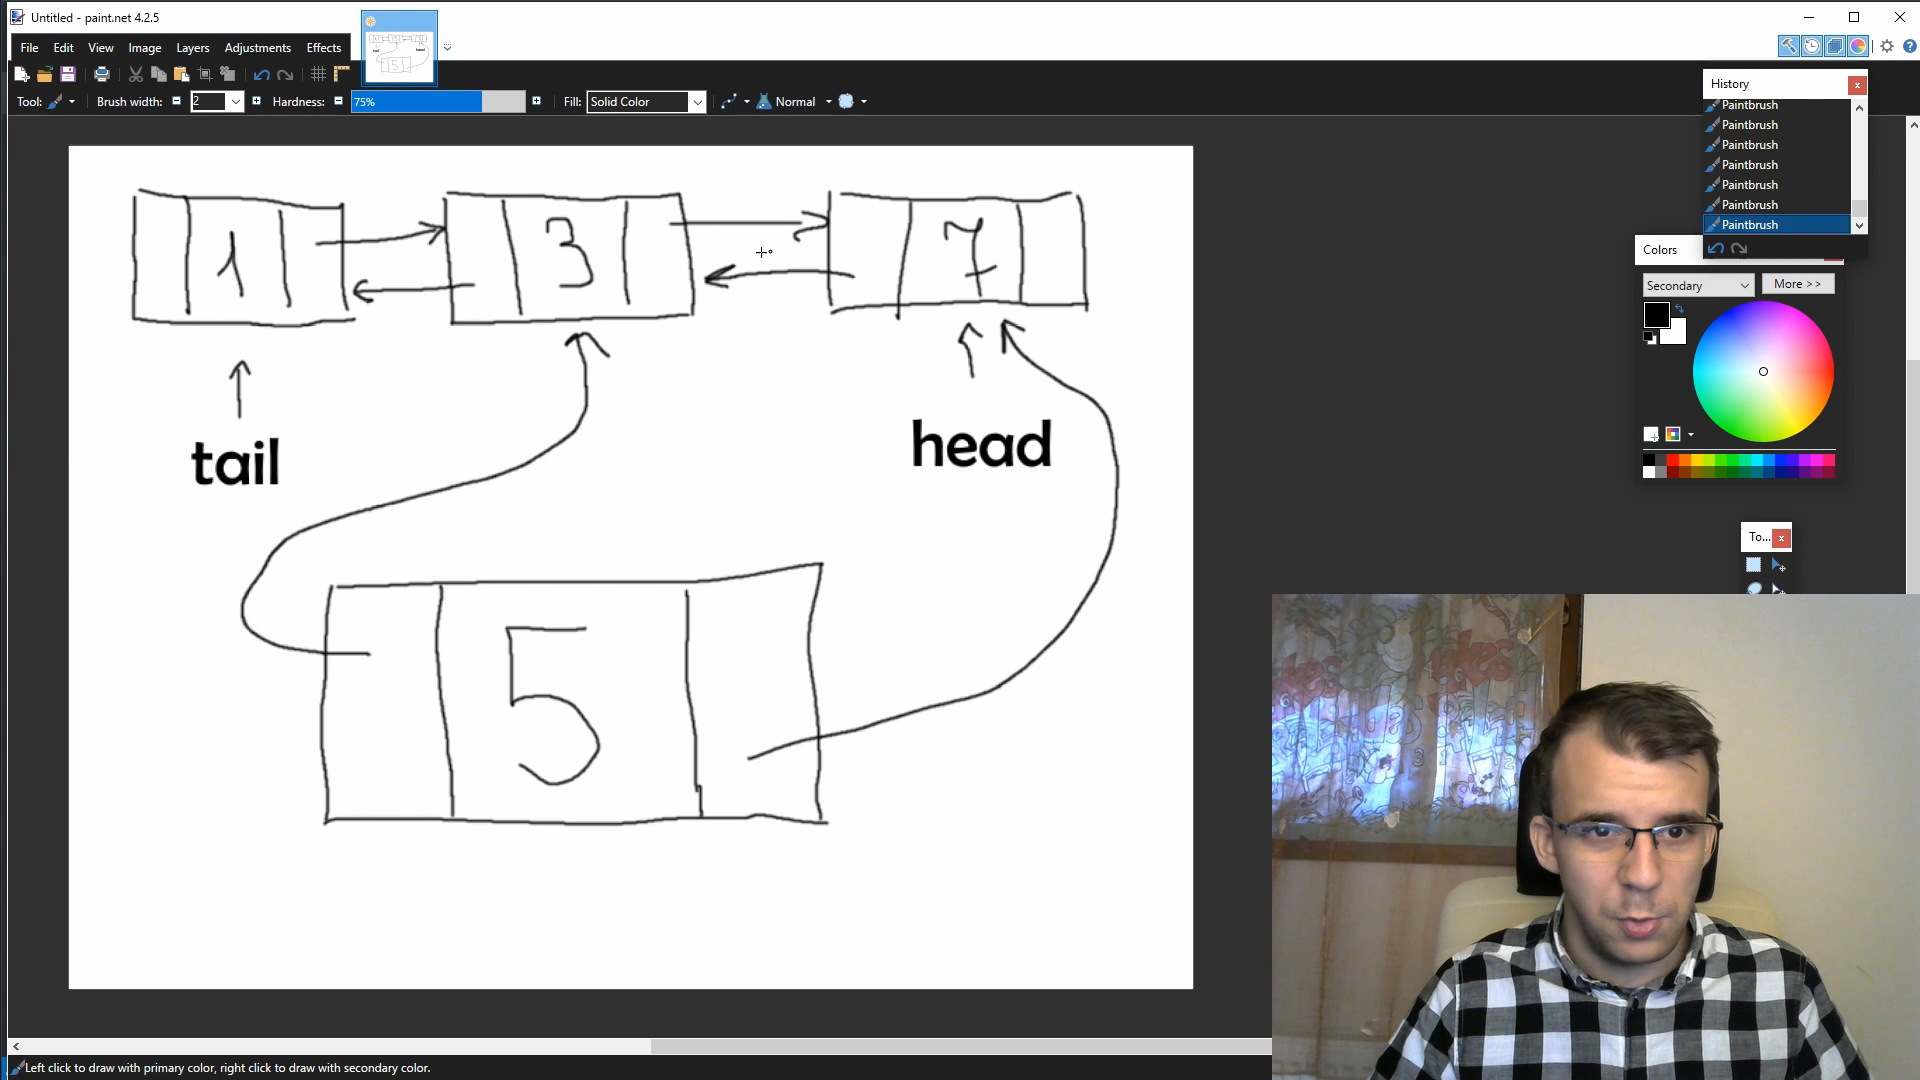 Untitled - paint.net 4.2.5
File Edit View Image Layers Adjustments Effects
Tool: Brush width: 2 Hardness: 75% Fill: Solid Color Normal
History
Paintbrush
Paintbrush
Paintbrush
Paintbrush
Paintbrush
Paintbrush
Paintbrush
Colors
Secondary More >>
1 3 7
tail head
5
To...
Left click to draw with primary color, right click to draw with secondary color.